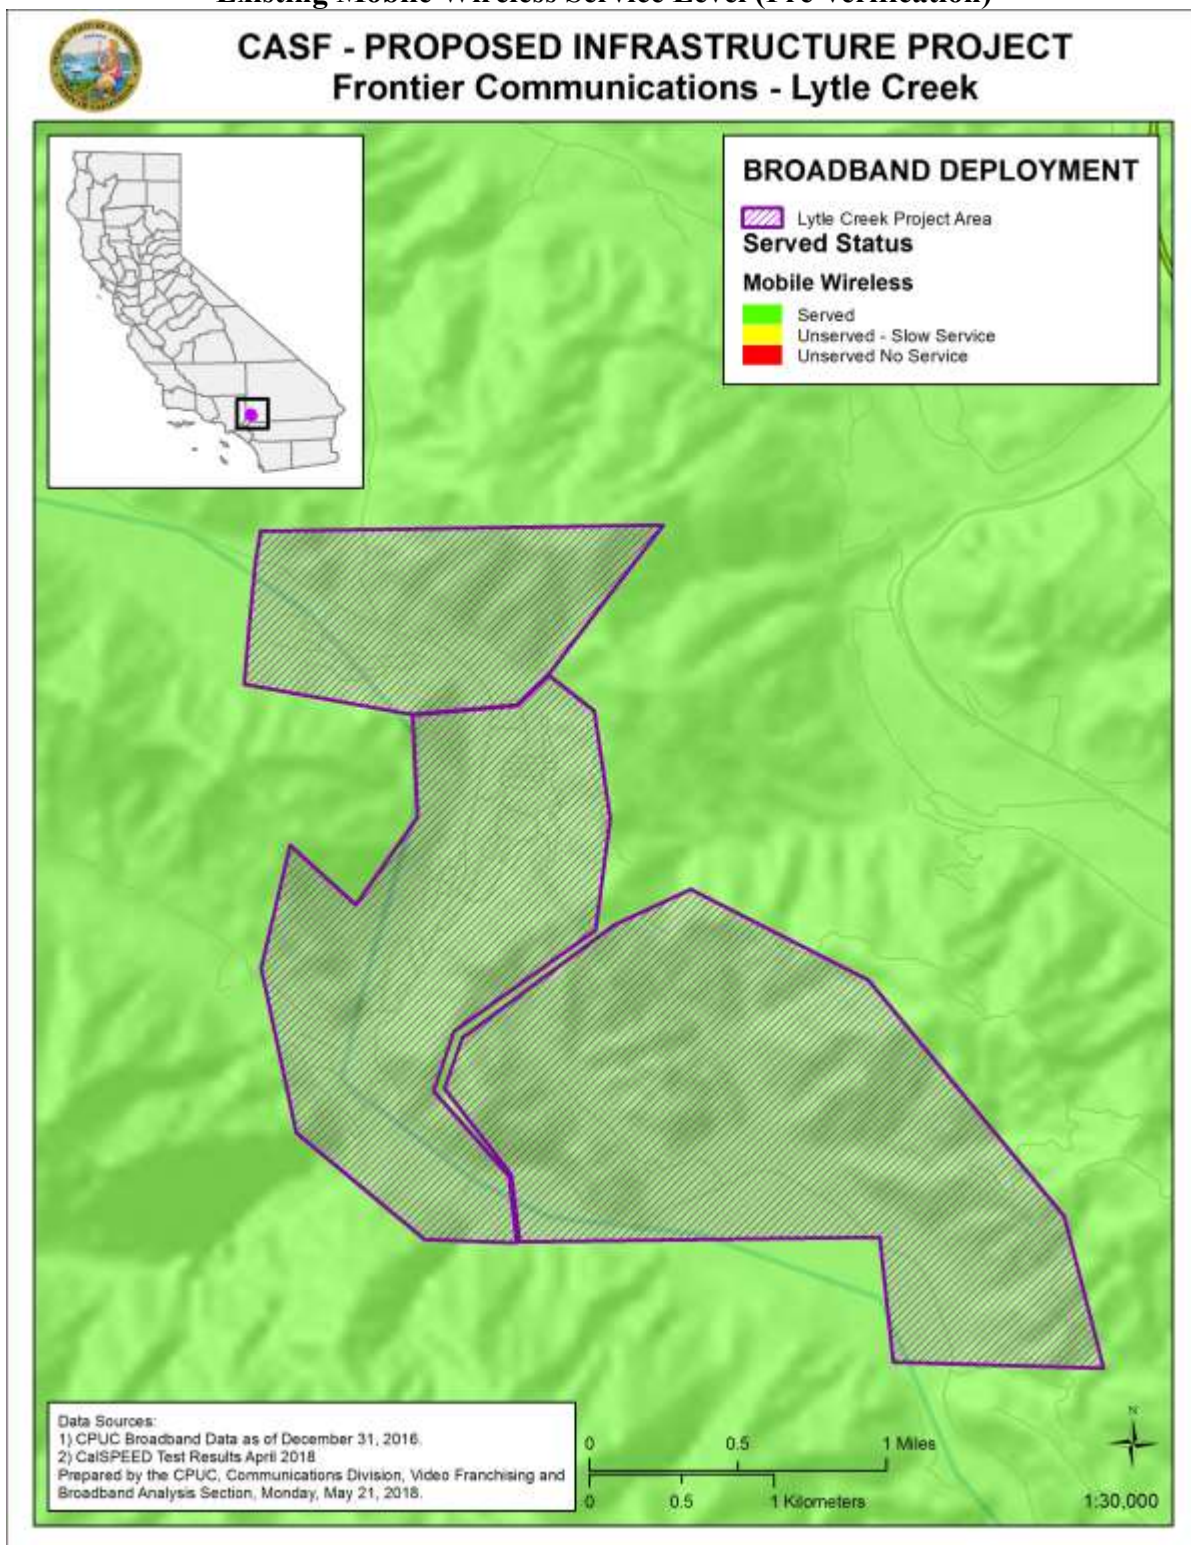 Existing Mobile Wireless Service Level (Pre-verification)
CASF - PROPOSED INFRASTRUCTURE PROJECT
Frontier Communications - Lytle Creek
BROADBAND DEPLOYMENT
Lytle Creek Project Area
Served Status
Mobile Wireless
Served
Unserved - Slow Service
Unserved No Service
Data Sources:
1) CPUC Broadband Data as of December 31, 2016.
2) CalSPEED Test Results April 2018
Prepared by the CPUC, Communications Division, Video Franchising and
Broadband Analysis Section, Monday, May 21, 2018.
0 0.5 1 Miles
0 0.5 1 Kilometers
N
1:30,000